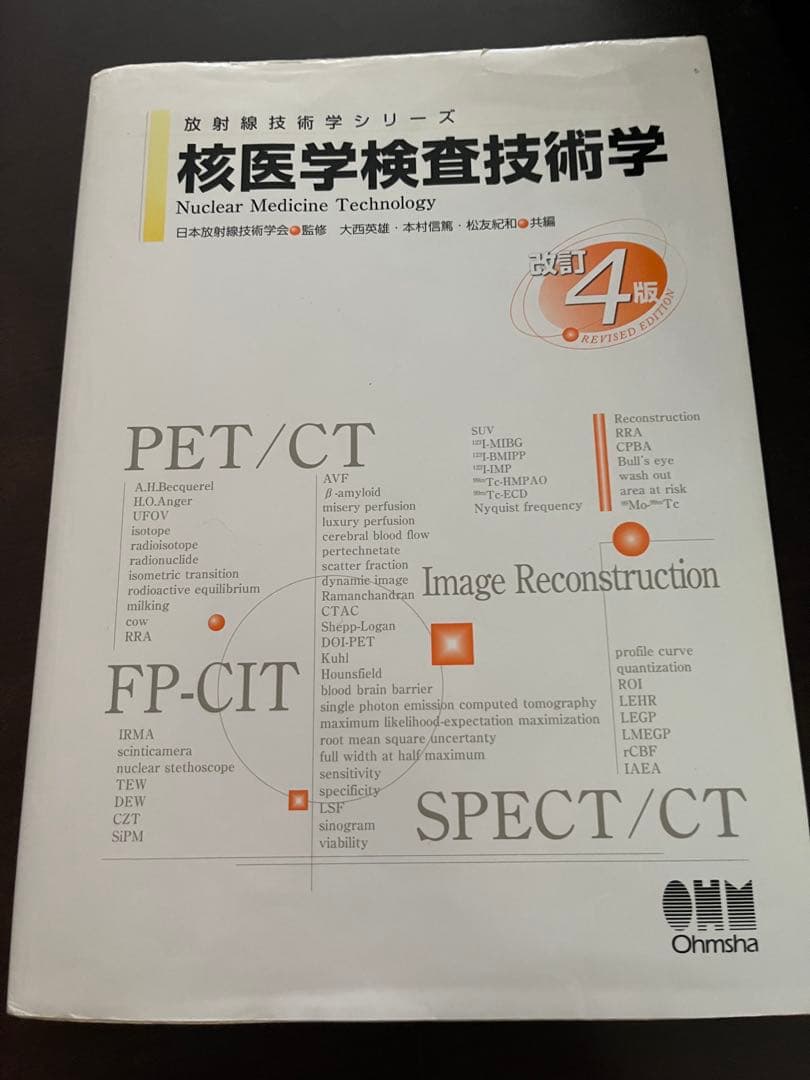 放射線技術学シリーズ
核医学検査技術学
Nuclear Medicine Technology
日本放射線技術学会●監修 大西英雄・本村信篤・松友紀和●共編
改訂
4版
REVISED EDITION
PET/CT
A.H.Becquerel
H.O.Anger
UFOV
isotope
radioisotope
radionuclide
isometric transition
rodioactive equilibrium
milking
cow
RRA
AVF
β-amyloid
misery perfusion
luxury perfusion
cerebral blood flow
pertechnetate
scatter fraction
dynamic image
Ramanchandran
CTAC
Shepp-Logan
DOI-PET
Kuhl
Hounsfield
blood brain barrier
single photon emission computed tomography
maximum likelihood-expectation maximization
root mean square uncertanty
full width at half maximum
sensitivity
specificity
LSF
sinogram
viability
SUV
¹²³I-MIBG
¹²³I-BMIPP
¹²³I-IMP
⁹⁹ᵐTc-HMPAO
⁹⁹ᵐTc-ECD
Nyquist frequency
Reconstruction
RRA
CPBA
Bull's eye
wash out
area at risk
⁹⁹Mo-⁹⁹ᵐTc
Image Reconstruction
profile curve
quantization
ROI
LEHR
LEGP
LMEGP
rCBF
IAEA
FP-CIT
IRMA
scinticamera
nuclear stethoscope
TEW
DEW
CZT
SiPM
SPECT/CT
OHM
Ohmsha